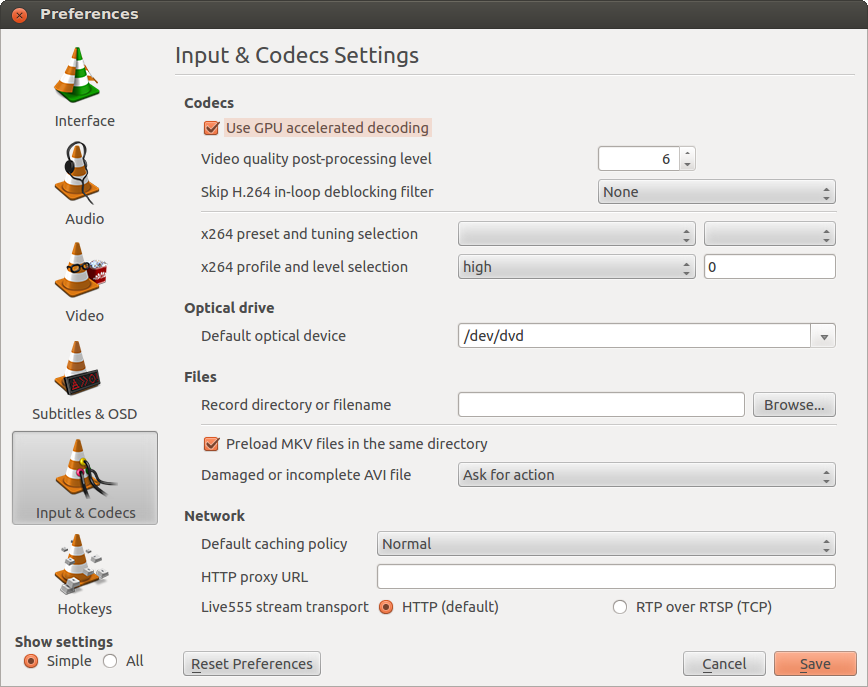 Preferences
Input & Codecs Settings
Interface
Audio
Video
Subtitles & OSD
Input & Codecs
Hotkeys
Show settings
Simple All
Codecs
Use GPU accelerated decoding
Video quality post-processing level 6
Skip H.264 in-loop deblocking filter None
x264 preset and tuning selection
x264 profile and level selection high 0
Optical drive
Default optical device /dev/dvd
Files
Record directory or filename Browse...
Preload MKV files in the same directory
Damaged or incomplete AVI file Ask for action
Network
Default caching policy Normal
HTTP proxy URL
Live555 stream transport HTTP (default) RTP over RTSP (TCP)
Reset Preferences Cancel Save